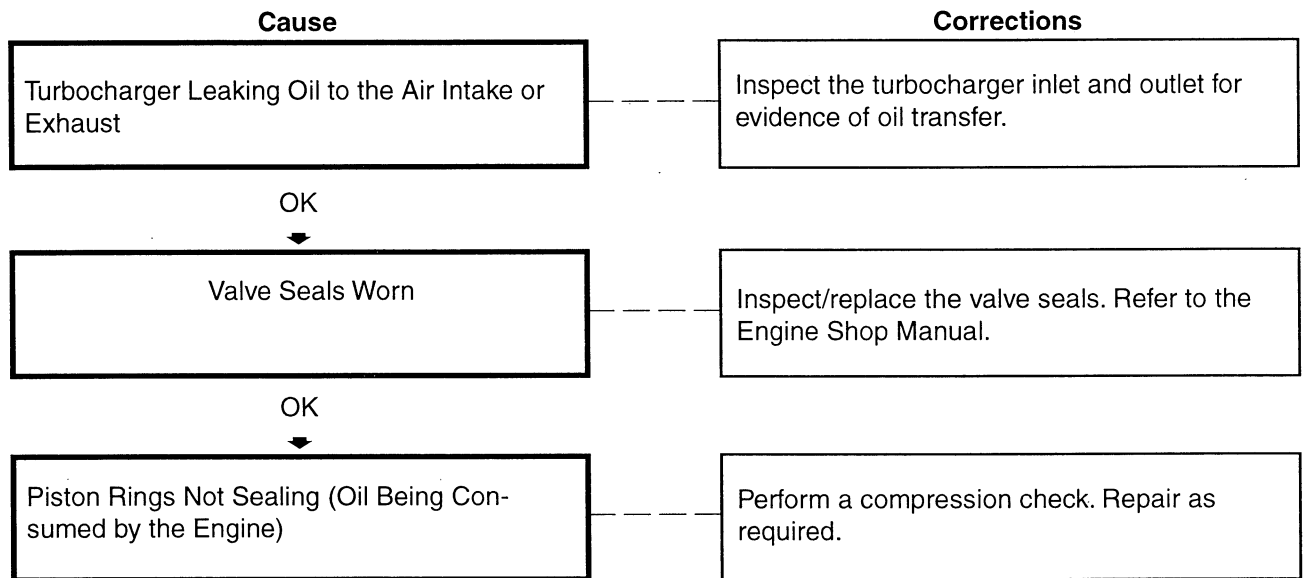 Cause
Corrections
Turbocharger Leaking Oil to the Air Intake or
Exhaust
Inspect the turbocharger inlet and outlet for
evidence of oil transfer.
OK
Valve Seals Worn
Inspect/replace the valve seals. Refer to the
Engine Shop Manual.
OK
Piston Rings Not Sealing (Oil Being Con-
sumed by the Engine)
Perform a compression check. Repair as
required.